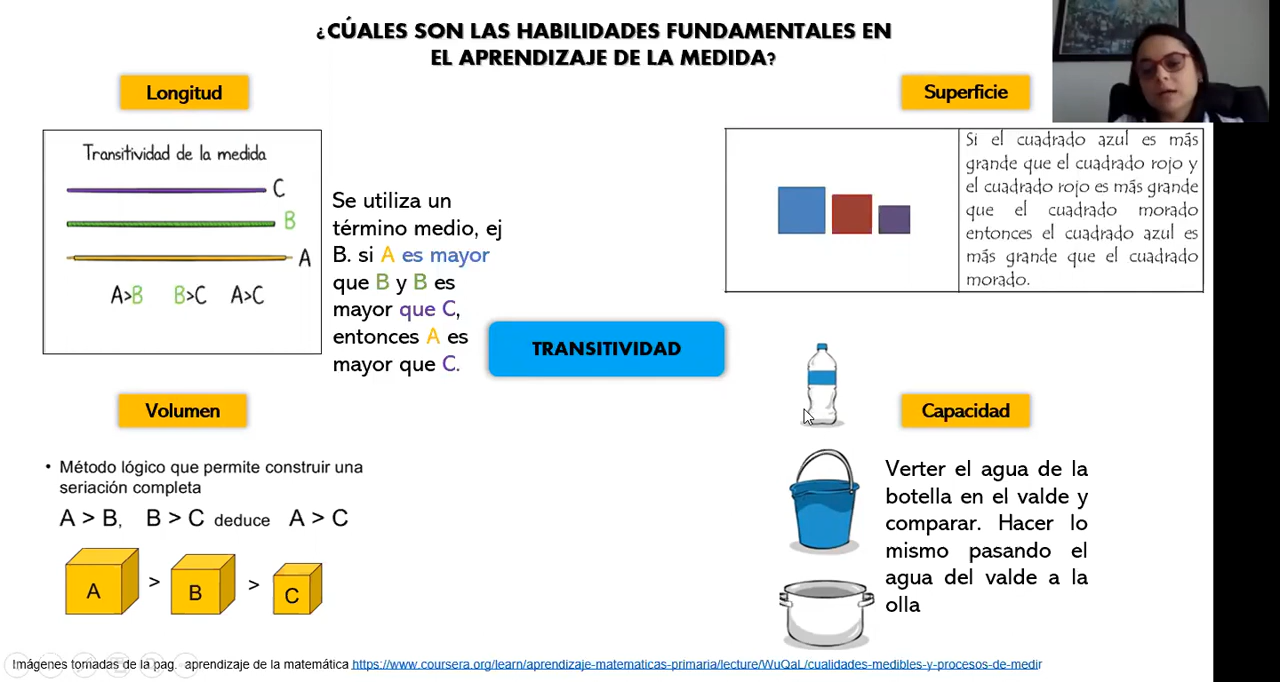 ¿CÚALES SON LAS HABILIDADES FUNDAMENTALES EN
EL APRENDIZAJE DE LA MEDIDA?
Longitud
Transitividad de la medida
C
B
A
A>B B>C A>C
Se utiliza un
término medio, ej
B. si A es mayor
que B y B es
mayor que C,
entonces A es
mayor que C.
Superficie
Si el cuadrado azul es más
grande que el cuadrado rojo y
el cuadrado rojo es más grande
que el cuadrado morado
entonces el cuadrado azul es
más grande que el cuadrado
morado.
TRANSITIVIDAD
Volumen
• Método lógico que permite construir una
seriación completa
A > B, B > C deduce A > C
A > B > C
Capacidad
Verter el agua de la
botella en el valde y
comparar. Hacer lo
mismo pasando el
agua del valde a la
olla
Imágenes tomadas de la pag. aprendizaje de la matemática https://www.coursera.org/learn/aprendizaje-matematicas-primaria/lecture/WuQaL/cualidades-medibles-y-procesos-de-medir